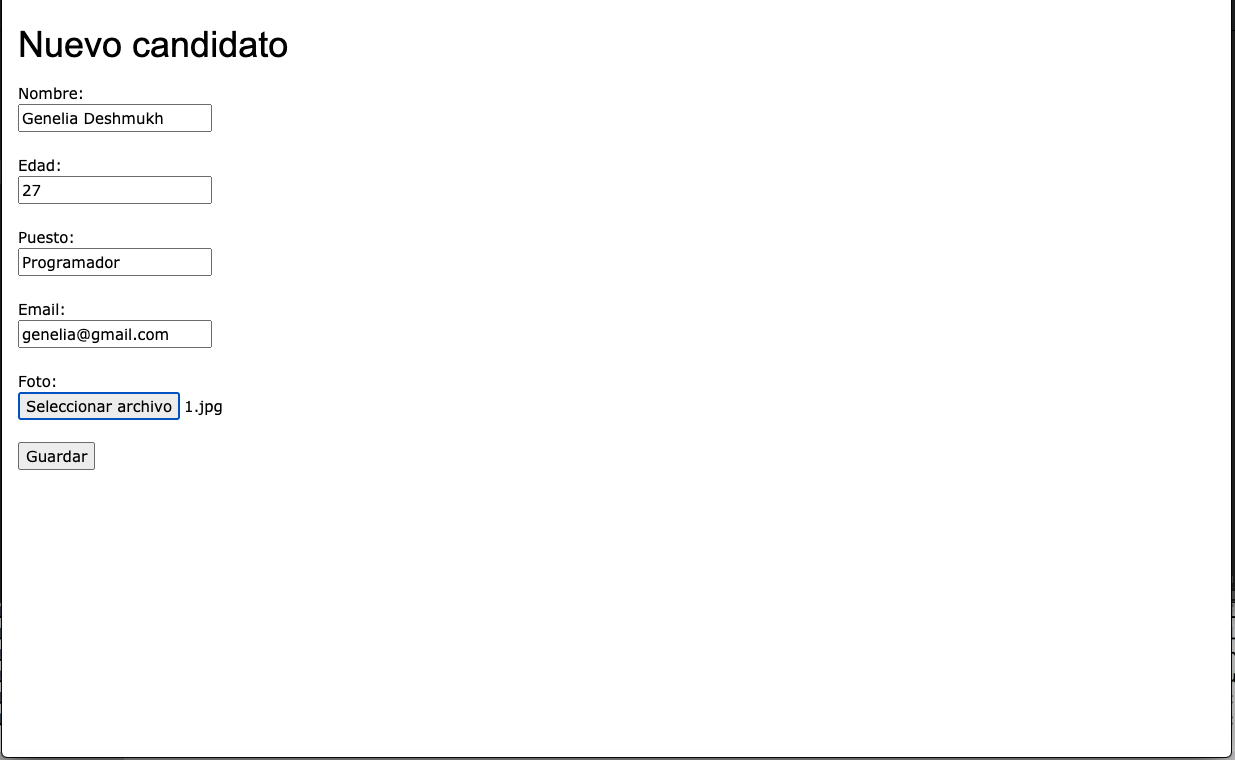 Nuevo candidato
Nombre:
Genelia Deshmukh
Edad:
27
Puesto:
Programador
Email:
genelia@gmail.com
Foto:
Seleccionar archivo 1.jpg
Guardar